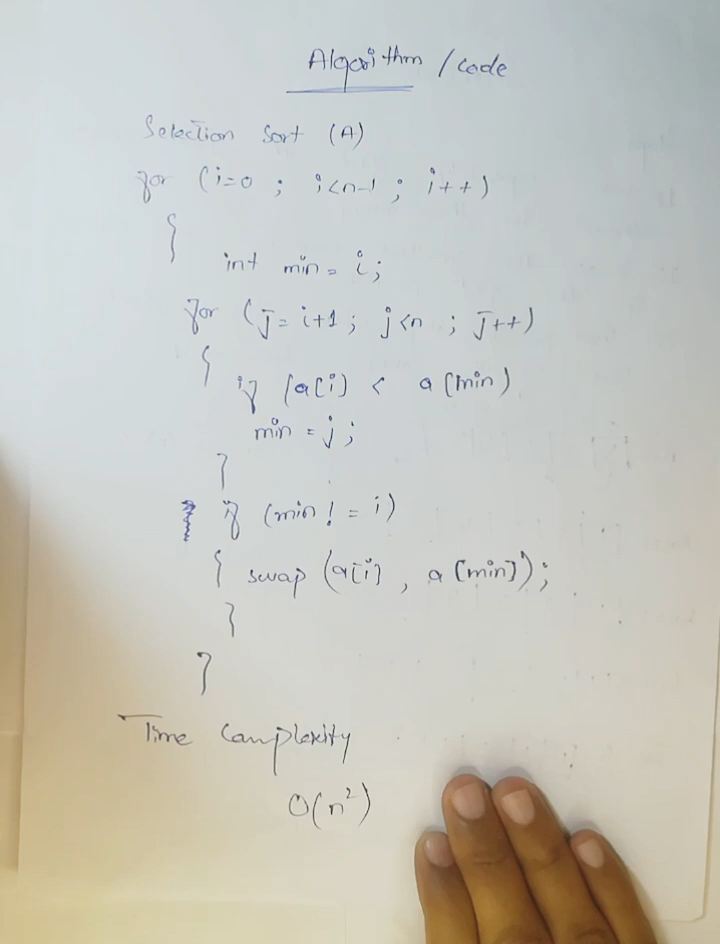 Algorithm / code
Selection Sort (A)
for (i=0 ; i<n-1 ; i++)
{
int min = i;
for (j = i+1 ; j<n ; j++)
{
if (a[i] < a[min)
min = j;
}
if (min ! = i)
{ swap (a[i] , a[min]);
}
}
Time Complexity
O(n²)